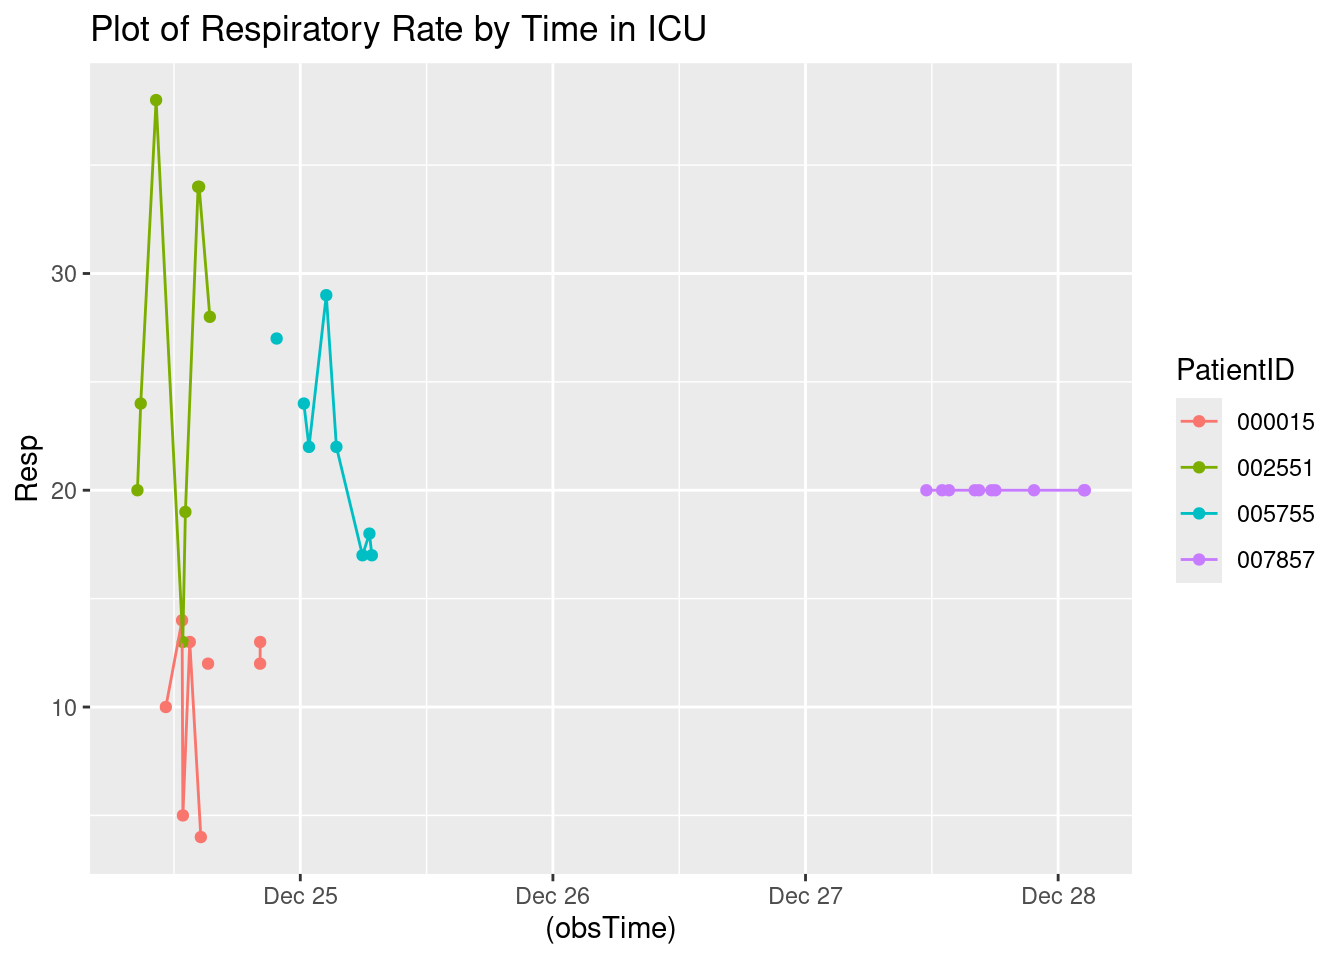 Plot of Respiratory Rate by Time in ICU
30
20
10
Resp
Dec 25
Dec 26
Dec 27
Dec 28
(obsTime)
PatientID
000015
002551
005755
007857